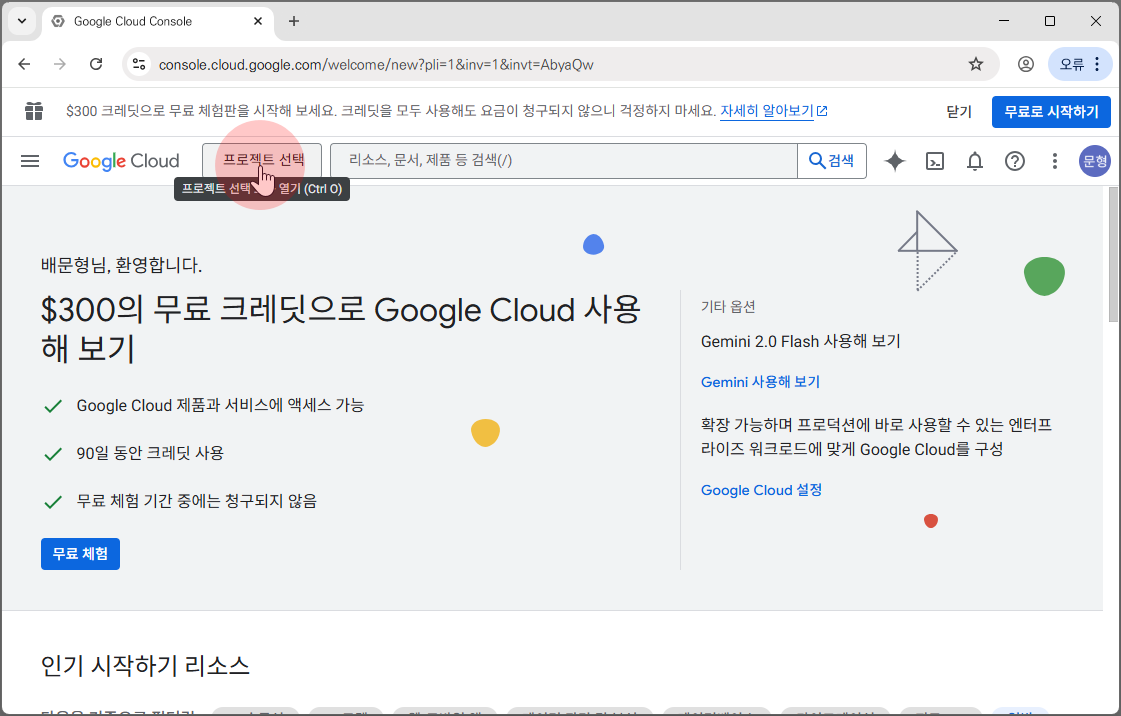 Google Cloud Console
console.cloud.google.com/welcome/new?pli=1&inv=1&invt=AbyaQw
오류
$300 크레딧으로 무료 체험판을 시작해 보세요. 크레딧을 모두 사용해도 요금이 청구되지 않으니 걱정하지 마세요. 자세히 알아보기
닫기
무료로 시작하기
Google Cloud
프로젝트 선택
리소스, 문서, 제품 등 검색(/)
검색
문형
프로젝트 선택 열기 (Ctrl O)
배문형님, 환영합니다.
$300의 무료 크레딧으로 Google Cloud 사용
해 보기
Google Cloud 제품과 서비스에 액세스 가능
90일 동안 크레딧 사용
무료 체험 기간 중에는 청구되지 않음
무료 체험
기타 옵션
Gemini 2.0 Flash 사용해 보기
Gemini 사용해 보기
확장 가능하며 프로덕션에 바로 사용할 수 있는 엔터프
라이즈 워크로드에 맞게 Google Cloud를 구성
Google Cloud 설정
인기 시작하기 리소스